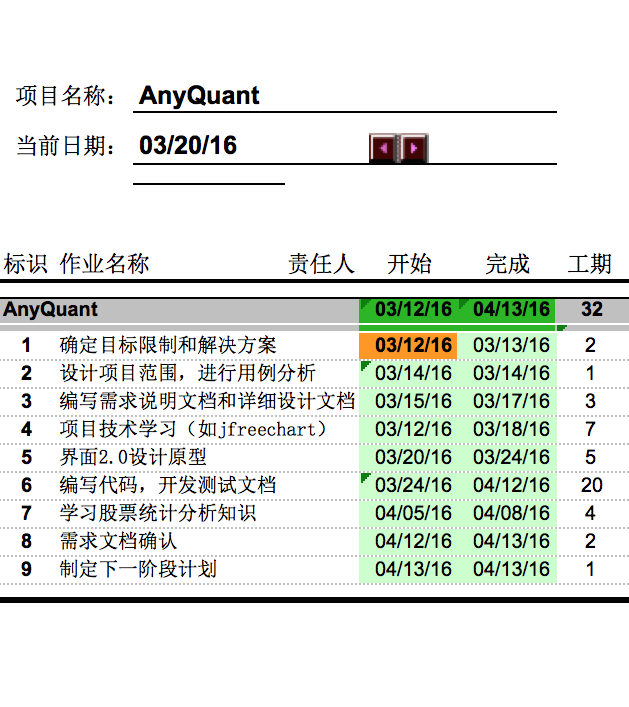 项目名称： AnyQuant
当前日期： 03/20/16
标识 作业名称 责任人 开始 完成 工期
AnyQuant 03/12/16 04/13/16 32
1 确定目标限制和解决方案 03/12/16 03/13/16 2
2 设计项目范围，进行用例分析 03/14/16 03/14/16 1
3 编写需求说明文档和详细设计文档 03/15/16 03/17/16 3
4 项目技术学习（如jfreechart） 03/12/16 03/18/16 7
5 界面2.0设计原型 03/20/16 03/24/16 5
6 编写代码，开发测试文档 03/24/16 04/12/16 20
7 学习股票统计分析知识 04/05/16 04/08/16 4
8 需求文档确认 04/12/16 04/13/16 2
9 制定下一阶段计划 04/13/16 04/13/16 1